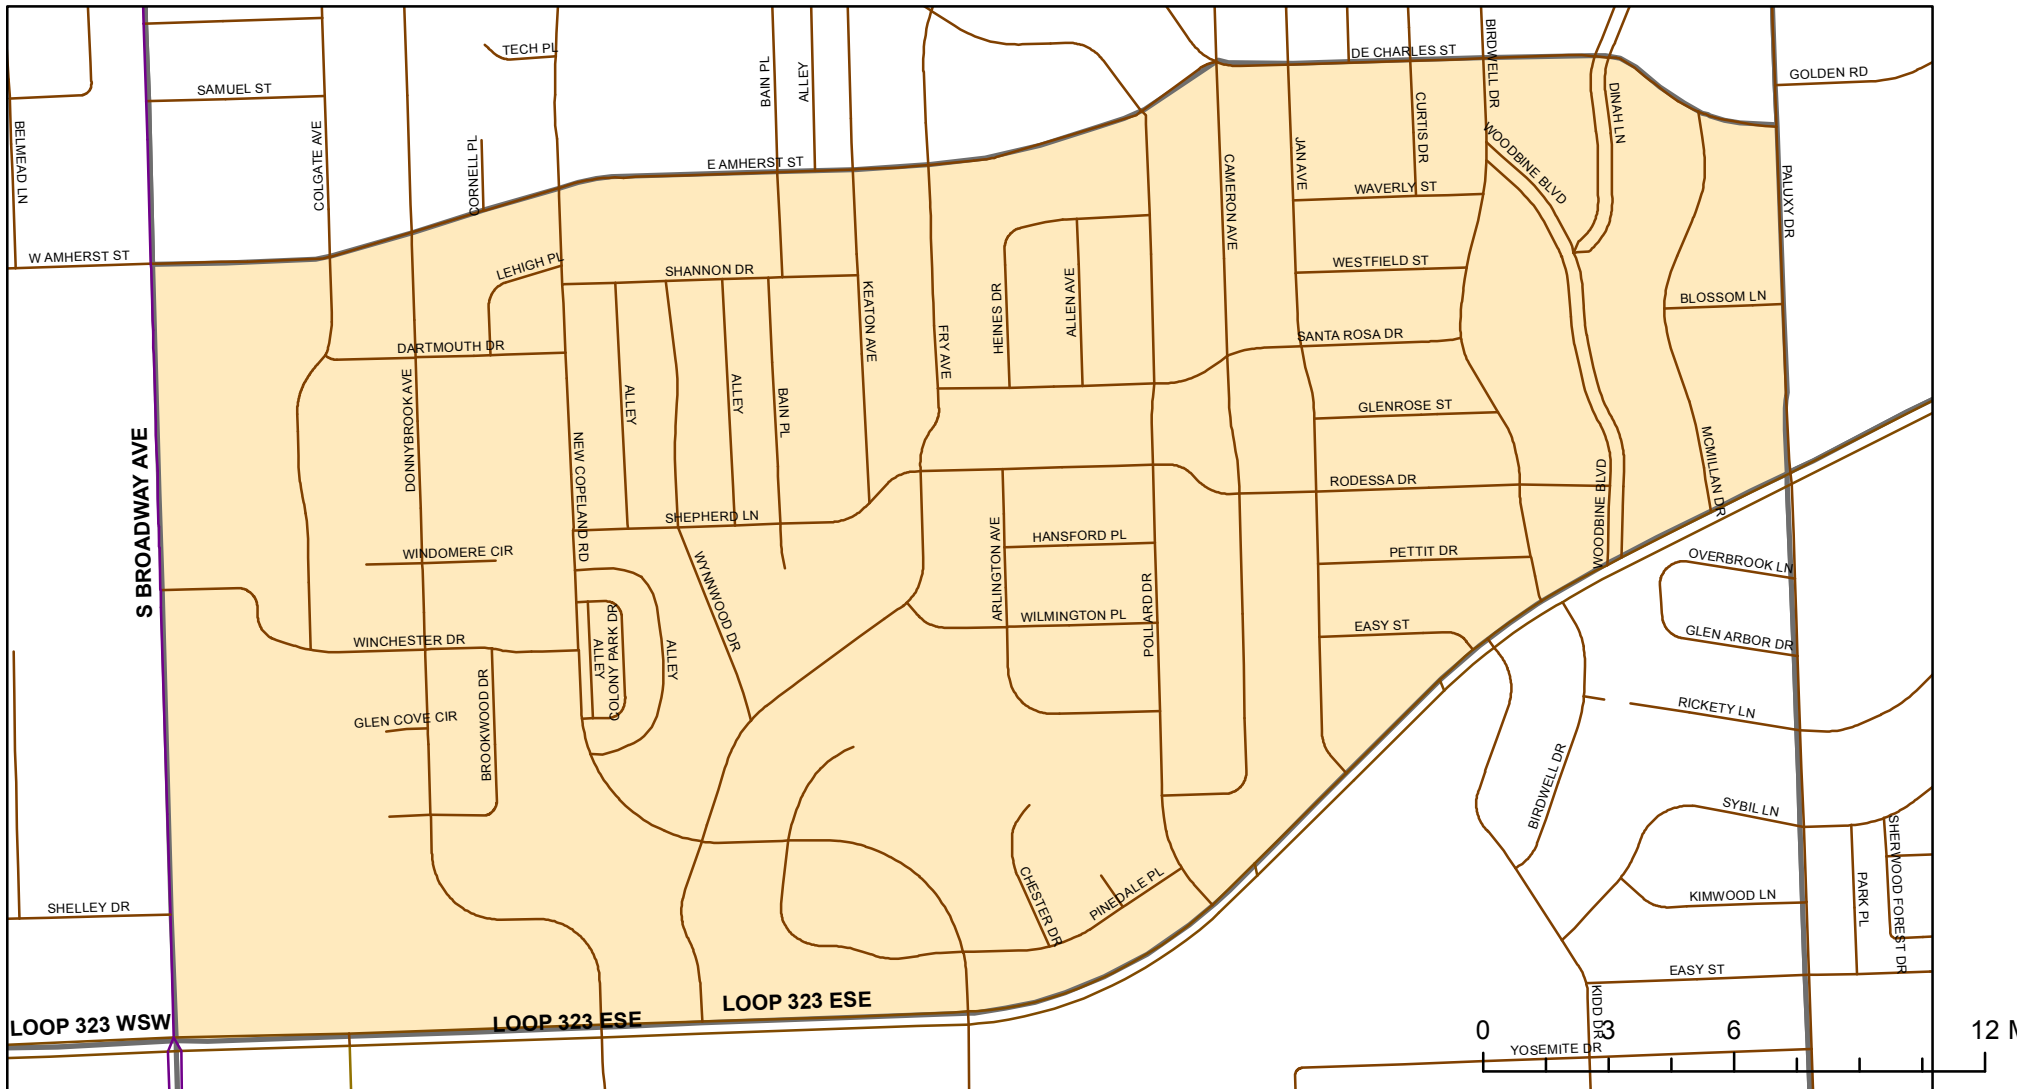 TECH PL
BAIN PL
ALLEY
DE CHARLES ST
BIRDWELL DR
GOLDEN RD
SAMUEL ST
BELMEAD LN
COLGATE AVE
CORNELL PL
E AMHERST ST
CURTIS DR
DINAH LN
WOODBINE BLVD
JAN AVE
CAMERON AVE
WAVERLY ST
PALUXY DR
W AMHERST ST
LEHIGH PL
SHANNON DR
WESTFIELD ST
KEATON AVE
HEINES DR
ALLEN AVE
BLOSSOM LN
FRY AVE
SANTA ROSA DR
DARTMOUTH DR
DONNYBROOK AVE
ALLEY
ALLEY
BAIN PL
GLENROSE ST
S BROADWAY AVE
NEW COPELAND RD
MCMILLAN DR
WOODBINE BLVD
RODESSA DR
SHEPHERD LN
ARLINGTON AVE
HANSFORD PL
WINDOMERE CIR
PETTIT DR
OVERBROOK LN
WYNNWOOD DR
POLLARD DR
WILMINGTON PL
EASY ST
WINCHESTER DR
ALLEY
COLONY PARK DR
ALLEY
GLEN ARBOR DR
BROOKWOOD DR
GLEN COVE CIR
RICKETY LN
BIRDWELL DR
SYBIL LN
SHERWOOD FOREST DR
CHESTER DR
PINEDALE PL
PARK PL
KIMWOOD LN
SHELLEY DR
EASY ST
KIDD DR
LOOP 323 WSW
LOOP 323 ESE
LOOP 323 ESE
0 3 6 12 M
YOSEMITE DR